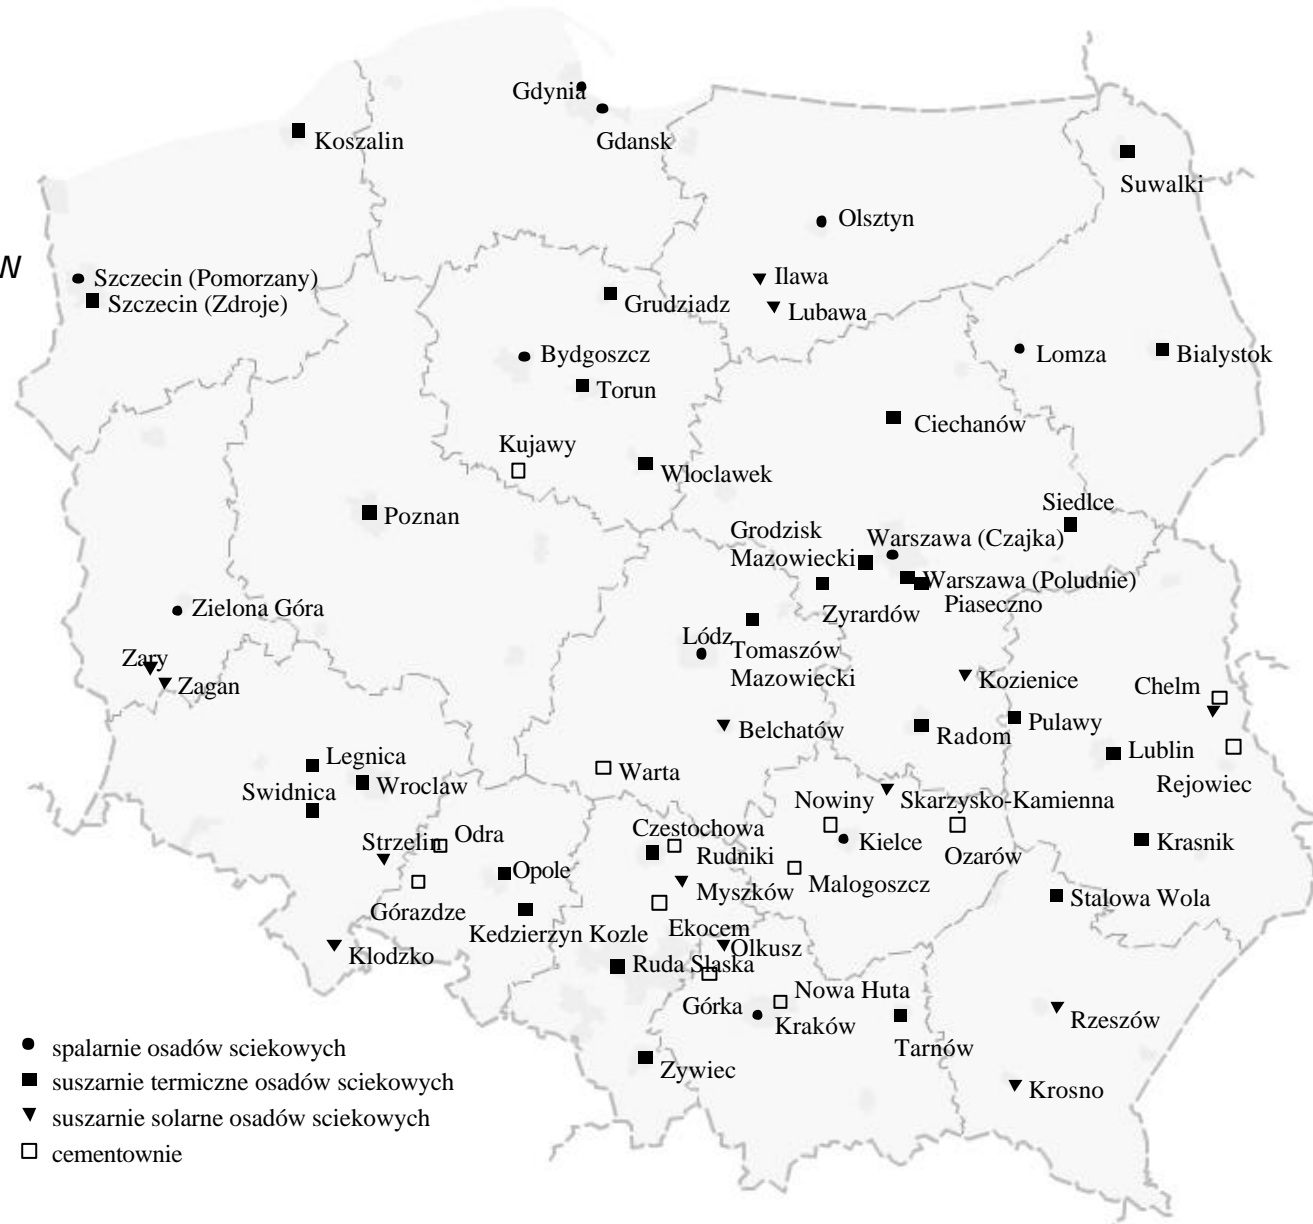 Gdynia
Gdansk
Koszalin
Suwalki
Olsztyn
N
Szczecin (Pomorzany)
Szczecin (Zdroje)
Ilawa
Lubawa
Grudziadz
Bydgoszcz
Lomza
Bialystok
Torun
Ciechanów
Kujawy
Wloclawek
Siedlce
Poznan
Grodzisk
Mazowiecki
Warszawa (Czajka)
Warszawa (Poludnie)
Piaseczno
Zyrardów
Zielona Góra
Lódz
Tomaszów
Mazowiecki
Zary
Zagan
Kozienice
Chelm
Belchatów
Radom
Pulawy
Lublin
Rejowiec
Legnica
Wroclaw
Swidnica
Warta
Nowiny
Skarzysko-Kamienna
Strzelin
Odra
Czestochowa
Rudniki
Kielce
Ozarów
Krasnik
Opole
Myszków
Malogoszcz
Stalowa Wola
Górazdze
Kedzierzyn Kozle
Ekocem
Olkusz
Klodzko
Ruda Slaska
Górka
Nowa Huta
Kraków
Tarnów
Rzeszów
Zywiec
Krosno
spalarnie osadów sciekowych
suszarnie termiczne osadów sciekowych
suszarnie solarne osadów sciekowych
cementownie